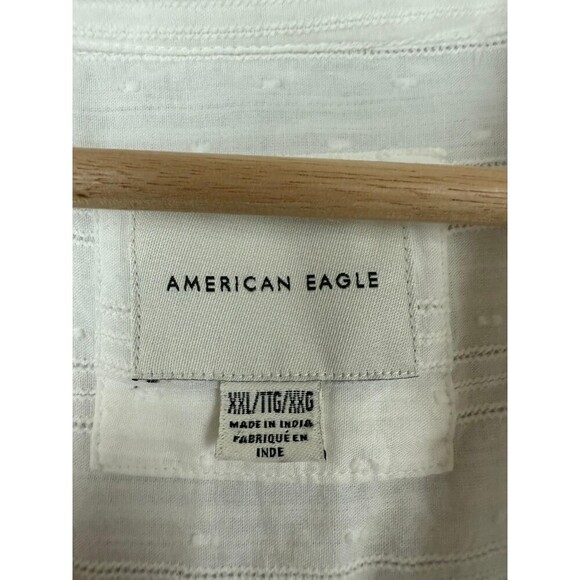 AMERICAN EAGLE
XXL/TTG/XXG
MADE IN INDIA
FABRIQUÉ EN
INDE